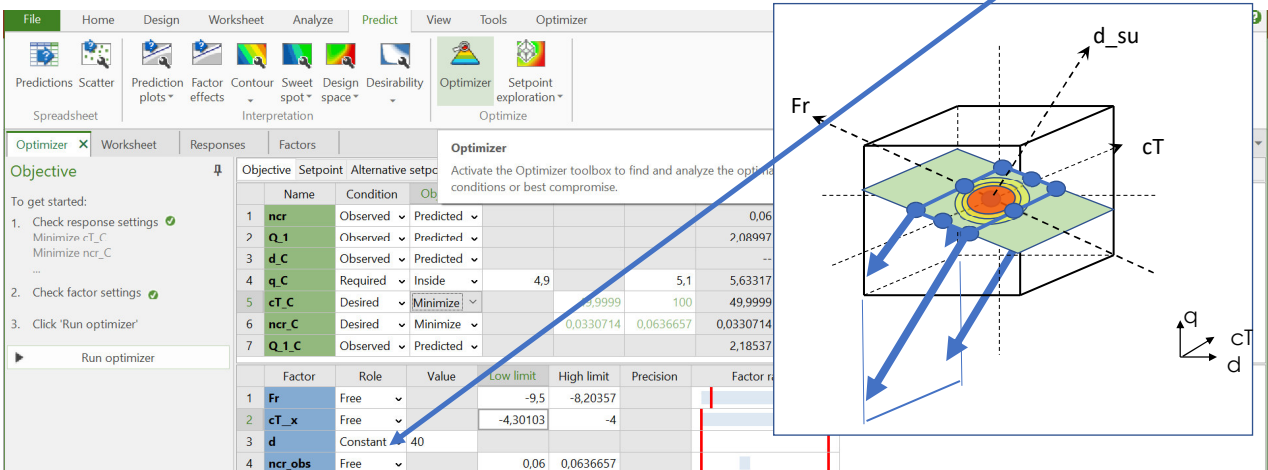 File Home Design Worksheet Analyze Predict View Tools Optimizer
Predictions Scatter Prediction plots Factor effects Contour Sweet spot Design space Desirability Optimizer Setpoint exploration
Spreadsheet Interpretation Optimize
Optimizer Worksheet Responses Factors
Optimizer
Activate the Optimizer toolbox to find and analyze the
conditions or best compromise.
Objective
To get started:
1. Check response settings
Minimize cT_C
Minimize ncr_C
...
2. Check factor settings
3. Click 'Run optimizer'
Run optimizer
Objective Setpoint Alternative
Name Condition
1 ncr Observed Predicted 0,06
2 Q_1 Observed Predicted 2,08997
3 d_C Observed Predicted --
4 q_C Required Inside 4,9 5,1 5,63317
5 cT_C Desired Minimize 100 49,9999
6 ncr_C Desired Minimize 0,0330714 0,0636657 0,0330714
7 Q_1_C Observed Predicted 2,18537
Factor Role Value Low limit High limit Precision Factor
1 Fr Free -9,5 -8,20357
2 cT_x Free -4,30103 -4
3 d Constant 40
4 ncr_obs Free 0,06 0,0636657
d_su
Fr
cT
q
cT
d